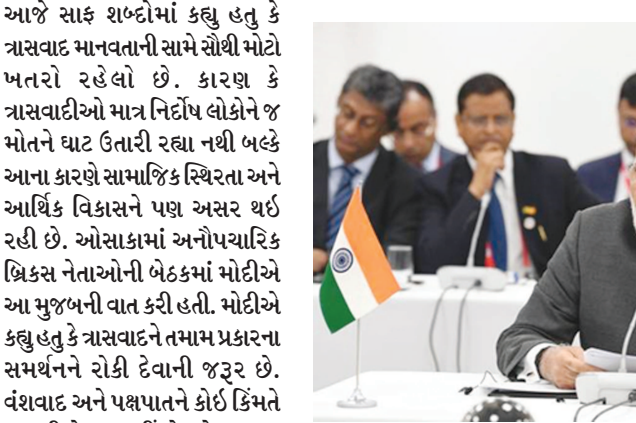 આજે સાફ શબ્દોમાં કહ્યુ હતુ કે
ત્રાસવાદ માનવતાની સામે સૌથી મોટો
ખતરો રહેલો છે. કારણ કે
ત્રાસવાદીઓ માત્ર નિર્દોષ લોકોને જ
મોતને ઘાટ ઉતારી રહ્યા નથી બલ્કે
આના કારણે સામાજિક સ્થિરતા અને
આર્થિક વિકાસને પણ અસર થઇ
રહી છે. ઓસાકામાં અનૌપચારિક
બ્રિકસ નેતાઓની બેઠકમાં મોદીએ
આ મુજબની વાત કરી હતી. મોદીએ
કહ્યુ હતુ કે ત્રાસવાદને તમામ પ્રકારના
સમર્થનને રોકી દેવાની જરૂર છે.
વંશવાદ અને પક્ષપાતને કોઇ કિંમતે